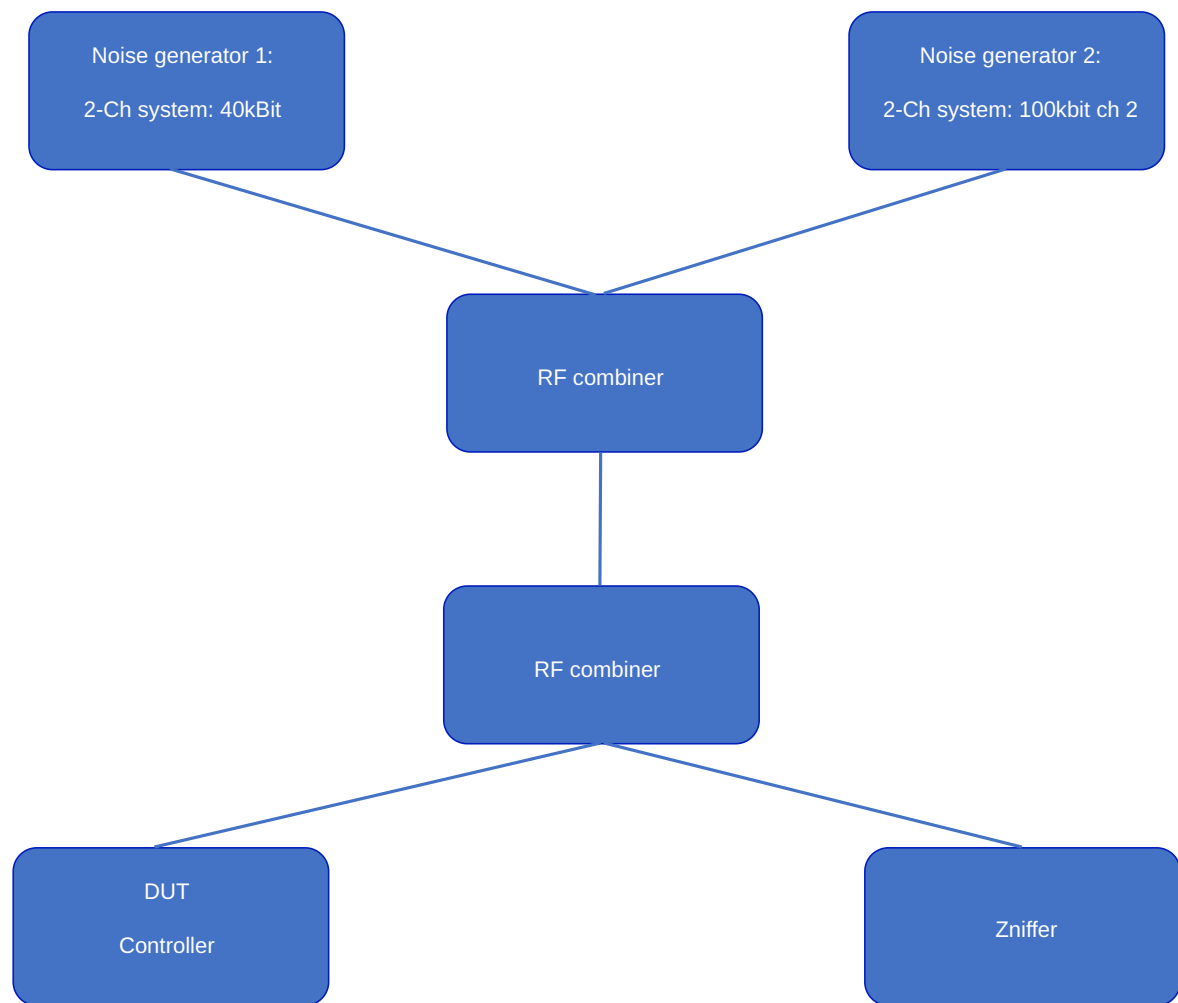 Noise generator 1:
2-Ch system: 40kBit
Noise generator 2:
2-Ch system: 100kbit ch 2
RF combiner
RF combiner
DUT
Controller
Zniffer